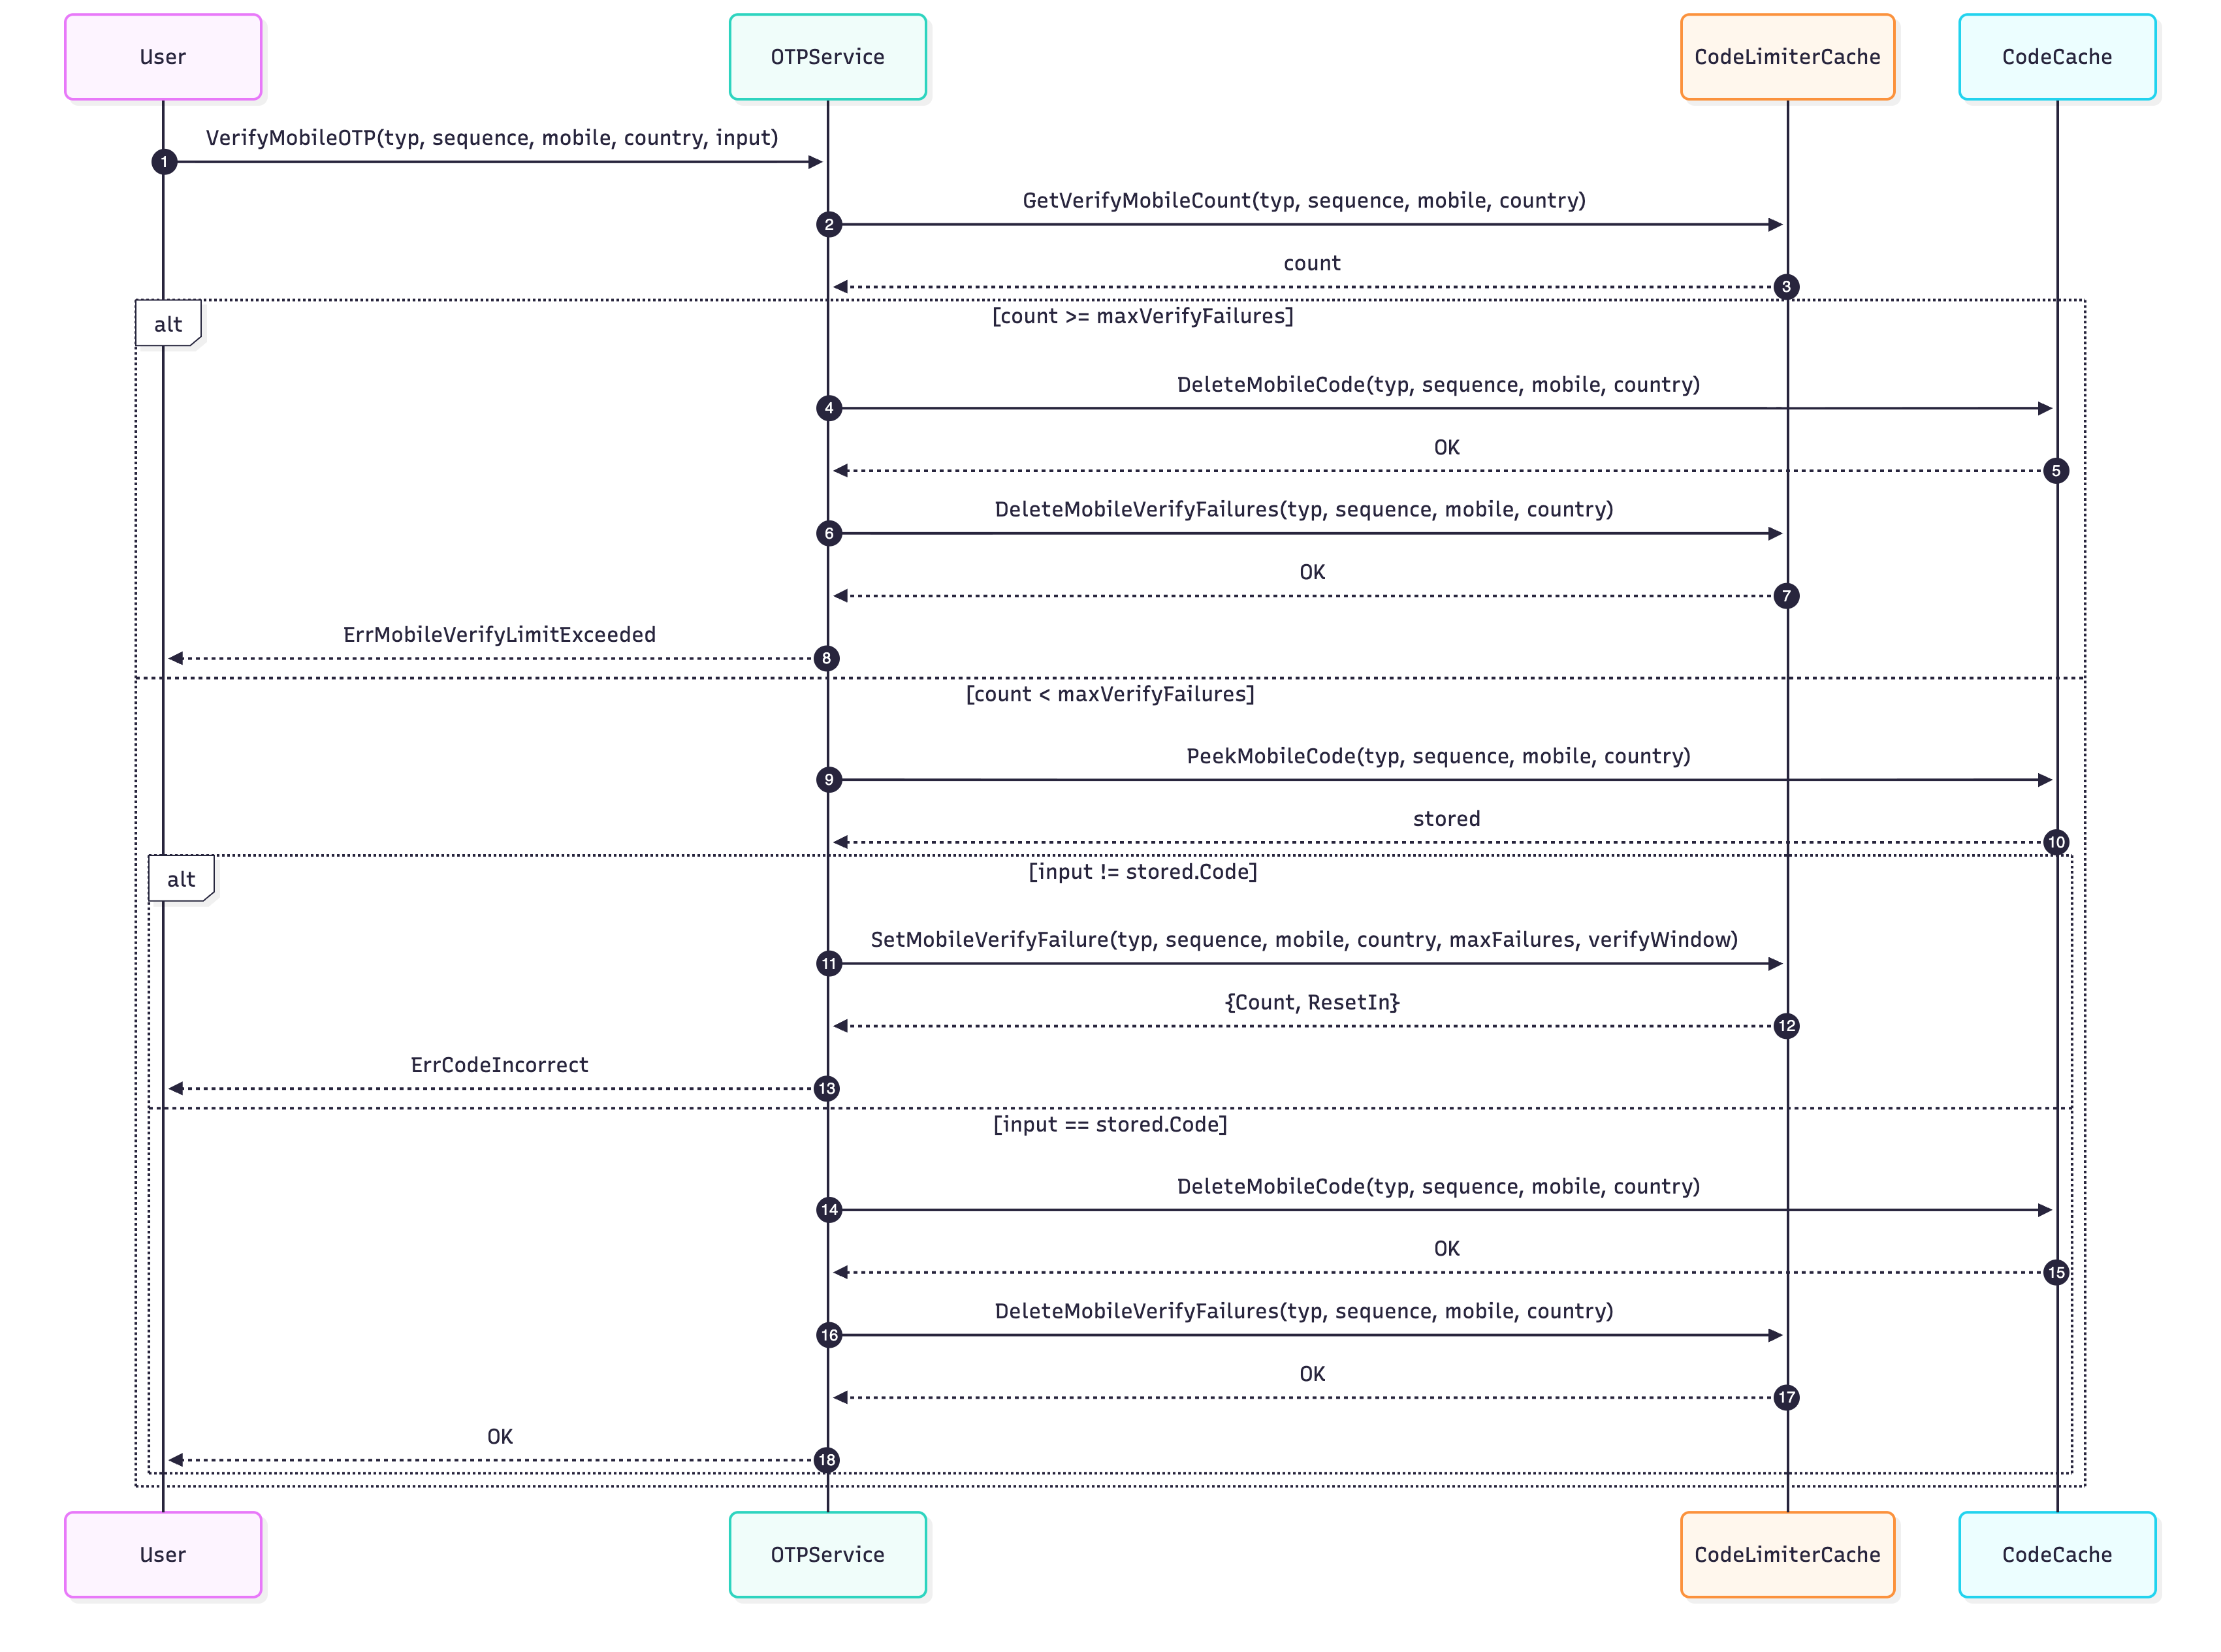 User
OTPService
CodeLimiterCache
CodeCache
VerifyMobileOTP(typ, sequence, mobile, country, input)
1
GetVerifyMobileCount(typ, sequence, mobile, country)
2
count
3
alt
[count >= maxVerifyFailures]
DeleteMobileCode(typ, sequence, mobile, country)
4
OK
5
DeleteMobileVerifyFailures(typ, sequence, mobile, country)
6
OK
7
ErrMobileVerifyLimitExceeded
8
[count < maxVerifyFailures]
PeekMobileCode(typ, sequence, mobile, country)
9
stored
10
alt
[input != stored.Code]
SetMobileVerifyFailure(typ, sequence, mobile, country, maxFailures, verifyWindow)
11
{Count, ResetIn}
12
ErrCodeIncorrect
13
[input == stored.Code]
DeleteMobileCode(typ, sequence, mobile, country)
14
OK
15
DeleteMobileVerifyFailures(typ, sequence, mobile, country)
16
OK
17
OK
18
User
OTPService
CodeLimiterCache
CodeCache